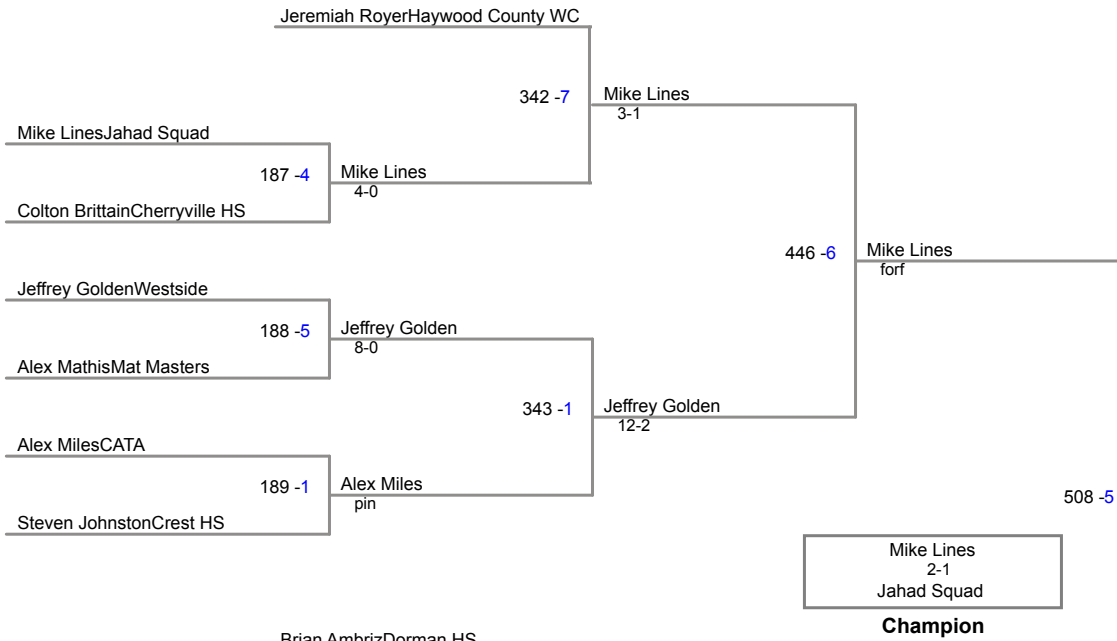 Jeremiah RoyerHaywood County WC
342 -7
Mike Lines
3-1
Mike LinesJahad Squad
187 -4
Mike Lines
4-0
Colton BrittainCherryville HS
446 -6
Mike Lines
forf
Jeffrey GoldenWestside
188 -5
Jeffrey Golden
8-0
Alex MathisMat Masters
343 -1
Jeffrey Golden
12-2
Alex MilesCATA
189 -1
Alex Miles
pin
Steven JohnstonCrest HS
508 -5
Mike Lines
2-1
Jahad Squad
Champion
Brian AmbrizDorman HS